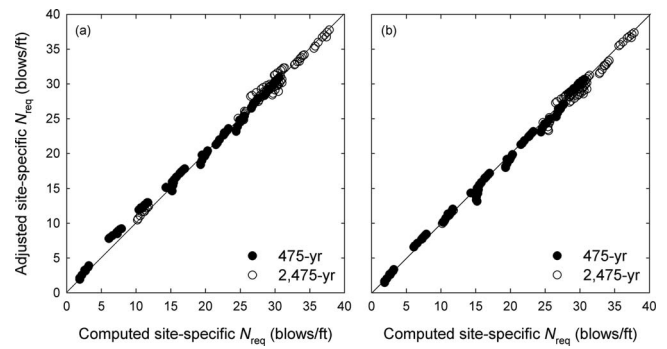 (a)
(b)
Adjusted site-specific Nreq (blows/ft)
40
35
30
25
20
15
10
5
0
475-yr
2,475-yr
475-yr
2,475-yr
0 5 10 15 20 25 30 35 40
0 5 10 15 20 25 30 35 40
Computed site-specific Nreq (blows/ft)
Computed site-specific Nreq (blows/ft)